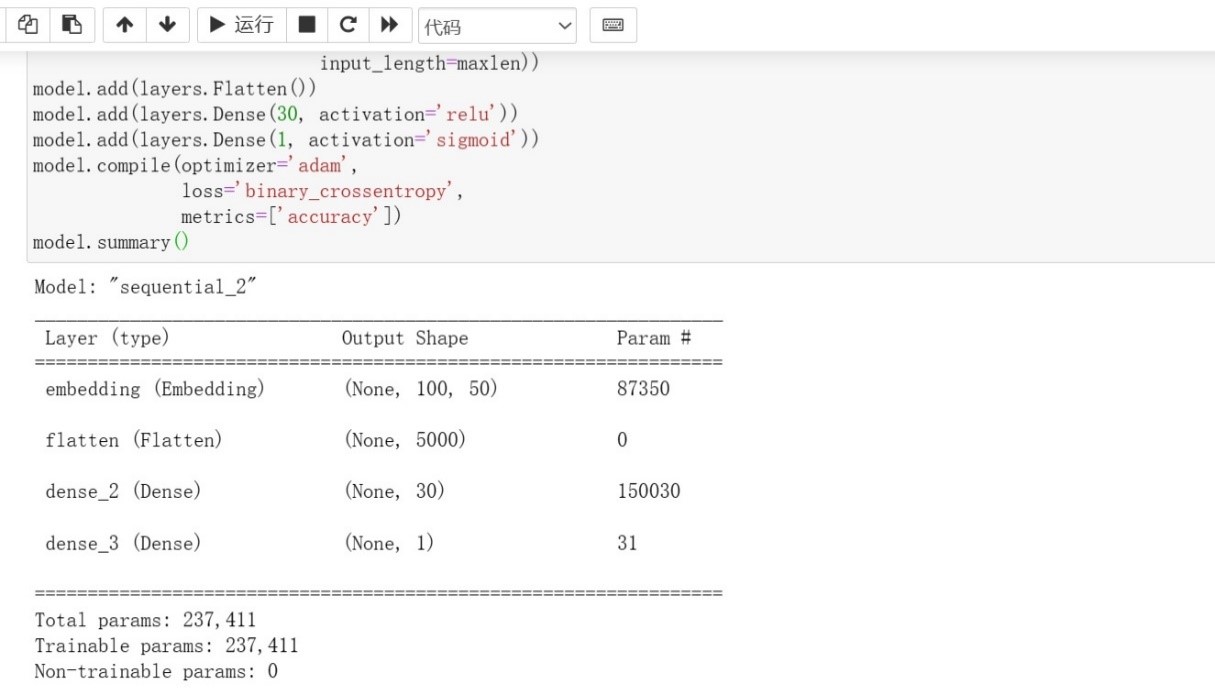 运行 代码
input_length=maxlen))
model.add(layers.Flatten())
model.add(layers.Dense(30, activation='relu'))
model.add(layers.Dense(1, activation='sigmoid'))
model.compile(optimizer='adam',
loss='binary_crossentropy',
metrics=['accuracy'])
model.summary()
Model: "sequential_2"
Layer (type) Output Shape Param #
=================================================================
embedding (Embedding) (None, 100, 50) 87350
flatten (Flatten) (None, 5000) 0
dense_2 (Dense) (None, 30) 150030
dense_3 (Dense) (None, 1) 31
=================================================================
Total params: 237,411
Trainable params: 237,411
Non-trainable params: 0